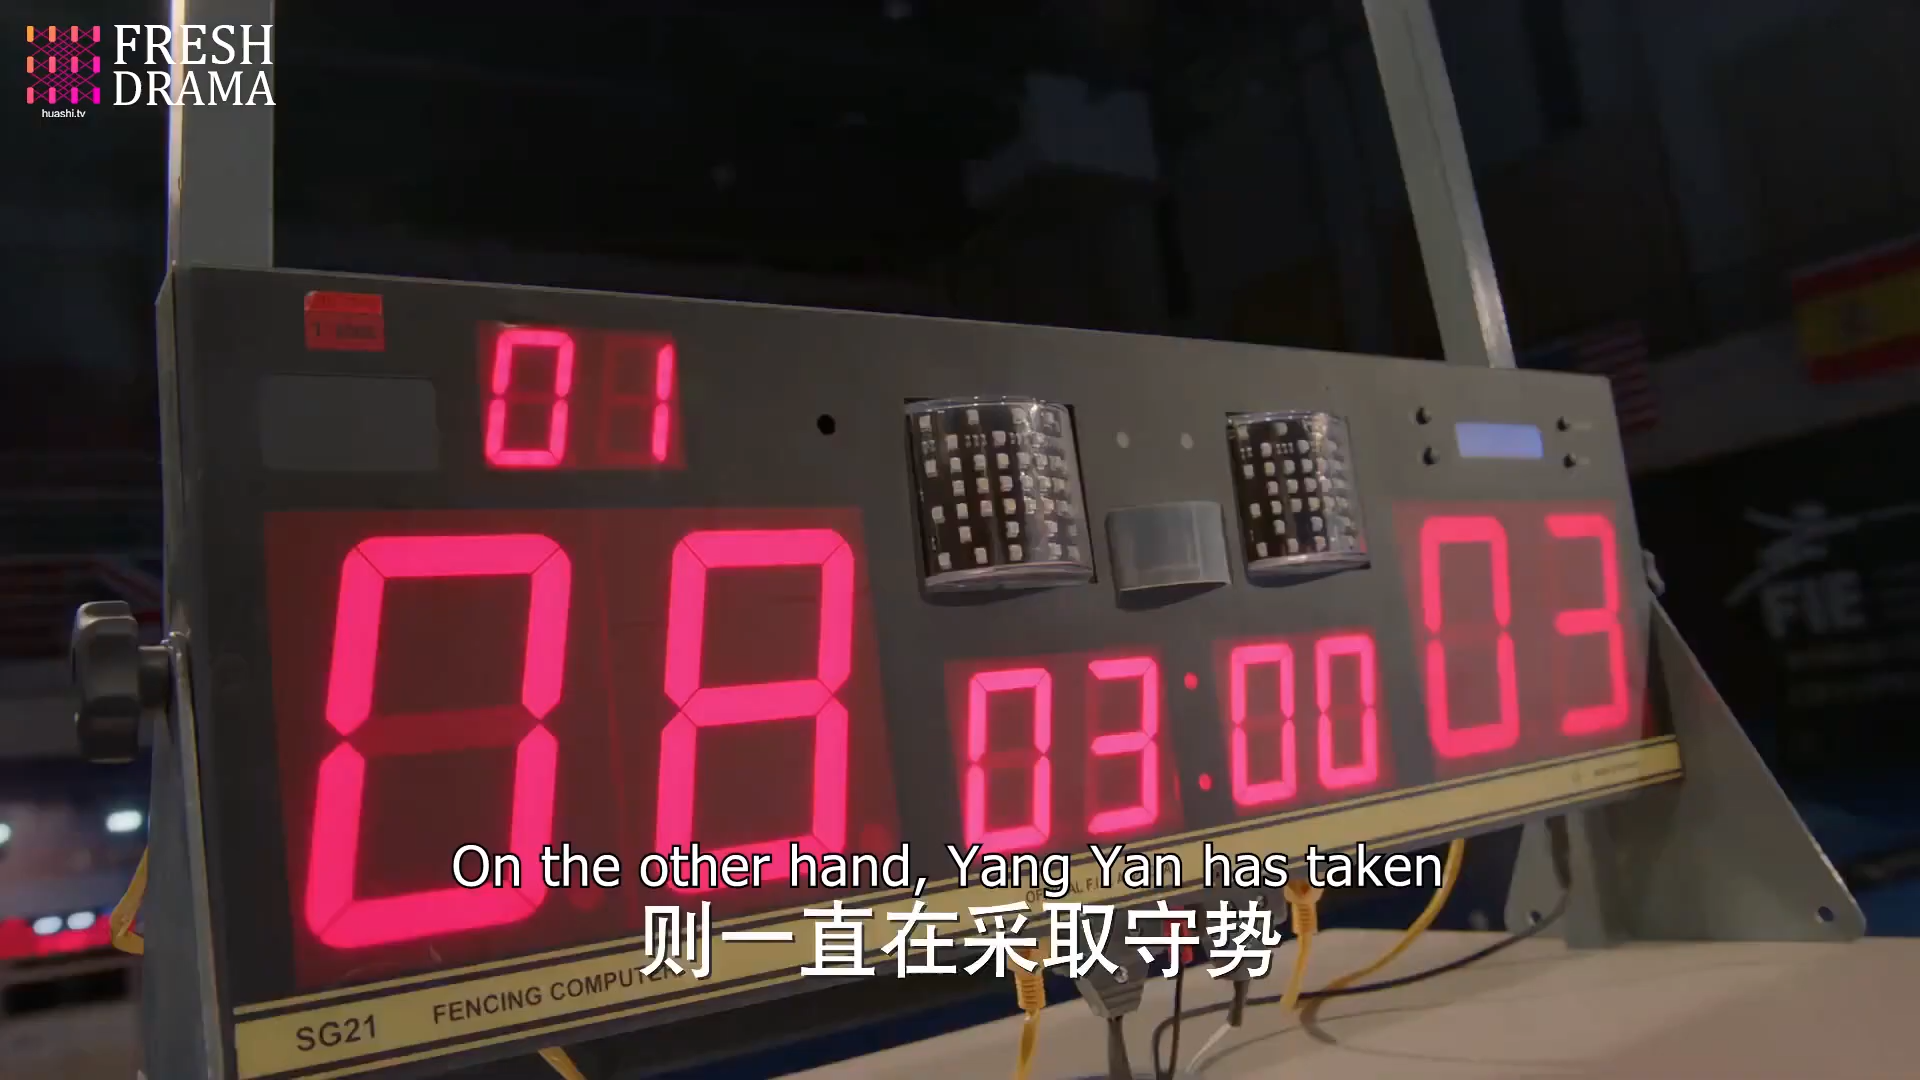 FRESH
DRAMA
huashi.tv
01
08
03:00
03
FIE
SG21
FENCING COMPUTER
On the other hand, Yang Yan has taken
则一直在采取守势